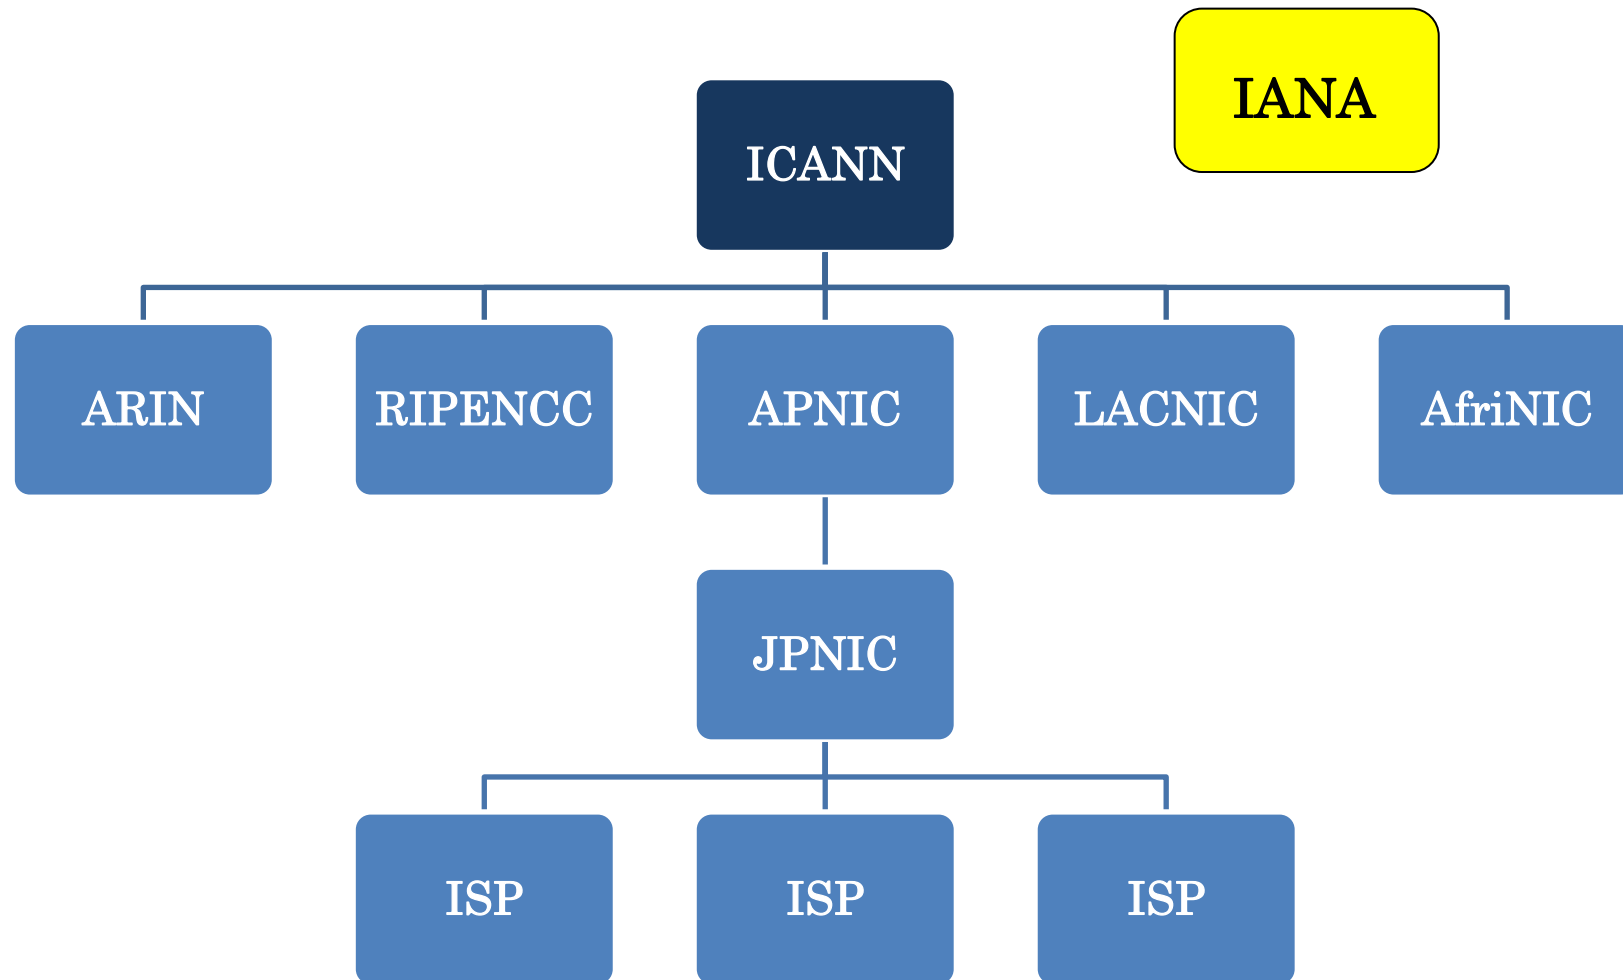 IANA
ICANN
ARIN
RIPENCC
APNIC
LACNIC
AfriNIC
JPNIC
ISP
ISP
ISP